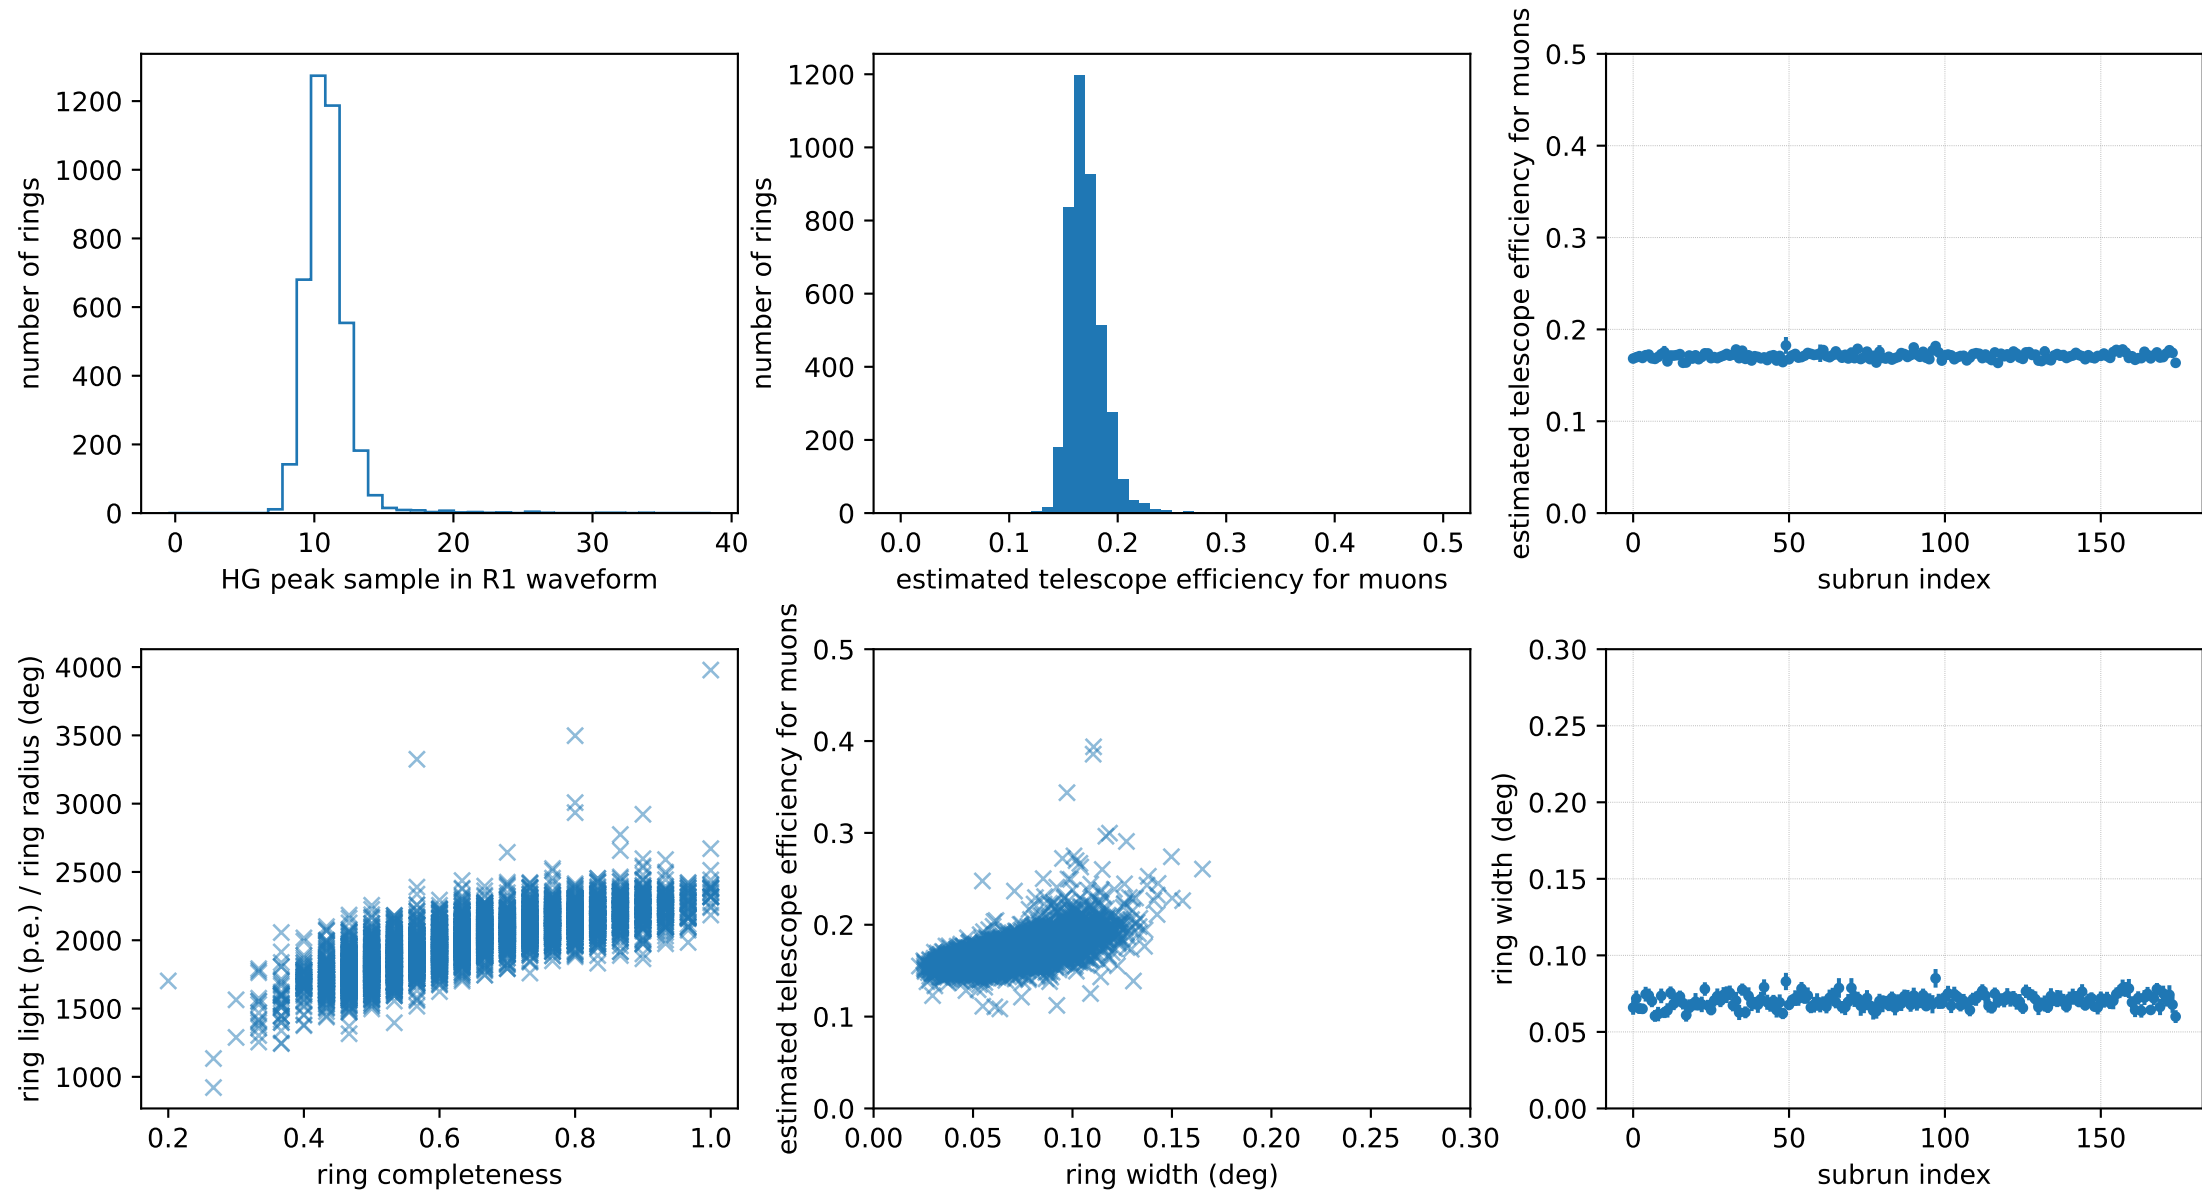 number of rings
1200
1000
800
600
400
200
0
0 10 20 30 40
HG peak sample in R1 waveform
number of rings
1200
1000
800
600
400
200
0
0.0 0.1 0.2 0.3 0.4 0.5
estimated telescope efficiency for muons
estimated telescope efficiency for muons
0.5
0.4
0.3
0.2
0.1
0.0
0 50 100 150
subrun index
ring light (p.e.) / ring radius (deg)
4000
3500
3000
2500
2000
1500
1000
0.2 0.4 0.6 0.8 1.0
ring completeness
estimated telescope efficiency for muons
0.5
0.4
0.3
0.2
0.1
0.0
0.00 0.05 0.10 0.15 0.20 0.25 0.30
ring width (deg)
ring width (deg)
0.30
0.25
0.20
0.15
0.10
0.05
0.00
0 50 100 150
subrun index